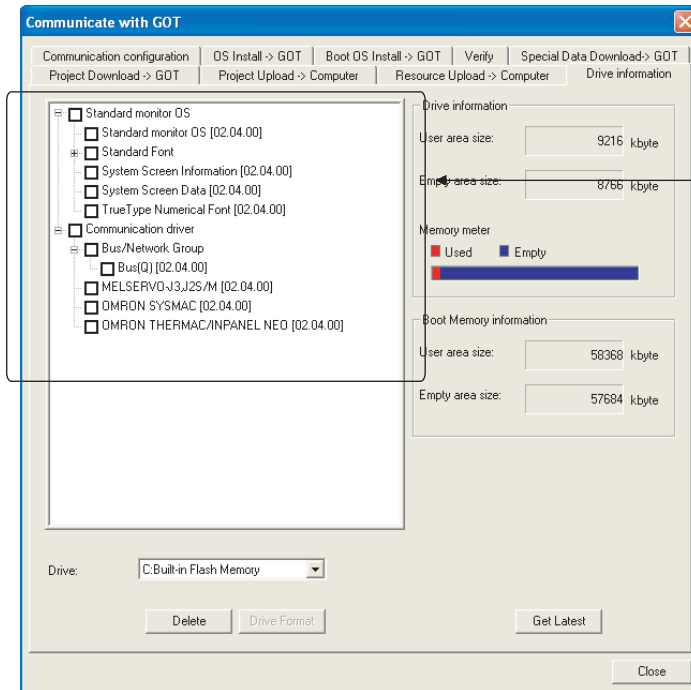 Communicate with GOT
Communication configuration OS Install -> GOT Boot OS Install -> GOT Verify Special Data Download-> GOT
Project Download -> GOT Project Upload -> Computer Resource Upload -> Computer Drive information
Standard monitor OS
Standard monitor OS [02.04.00]
Standard Font
System Screen Information [02.04.00]
System Screen Data [02.04.00]
TrueType Numerical Font [02.04.00]
Communication driver
Bus/Network Group
Bus(Q) [02.04.00]
MELSERVO-J3,J2S/M [02.04.00]
OMRON SYSMAC [02.04.00]
OMRON THERMAC/INPANEL NEO [02.04.00]
Drive information
User area size: 9216 kbyte
Empty area size: 8766 kbyte
Memory meter
Used Empty
Boot Memory information
User area size: 58368 kbyte
Empty area size: 57684 kbyte
Drive: C:Built-in Flash Memory
Delete Drive Format Get Latest
Close